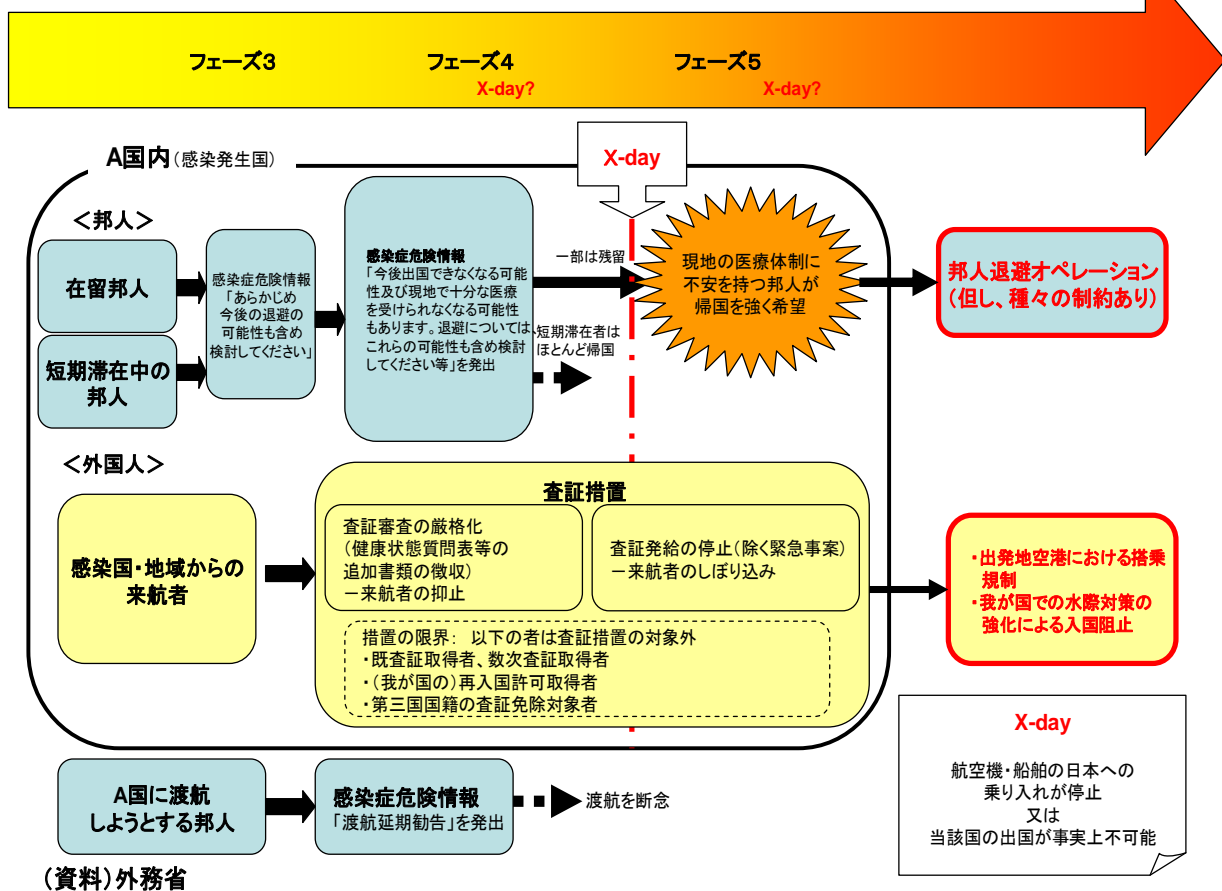 フェーズ3
フェーズ4
X-day?
フェーズ5
X-day?
A国内(感染発生国)
X-day
<邦人>
在留邦人
短期滞在中の
邦人
感染症危険情報
「あらかじめ
今後の退避の
可能性も含め
検討してください」
感染症危険情報
「今後出国できなくなる可能
性及び現地で十分な医療
を受けられなくなる可能性
もあります。退避については、
これらの可能性も含め検討
してください等」を発出
一部は残留
短期滞在者は
ほとんど帰国
現地の医療体制に
不安を持つ邦人が
帰国を強く希望
邦人退避オペレーション
(但し、種々の制約あり)
<外国人>
感染国・地域からの
来航者
査証措置
査証審査の厳格化
(健康状態質問表等の
追加書類の徴収)
－来航者の抑止
査証発給の停止(除く緊急事案)
－来航者のしぼり込み
措置の限界: 以下の者は査証措置の対象外
・既査証取得者、数次査証取得者
・(我が国の)再入国許可取得者
・第三国国籍の査証免除対象者
・出発地空港における搭乗
規制
・我が国での水際対策の
強化による入国阻止
X-day
航空機・船舶の日本への
乗り入れが停止
又は
当該国の出国が事実上不可能
A国に渡航
しようとする邦人
感染症危険情報
「渡航延期勧告」を発出
渡航を断念
(資料)外務省